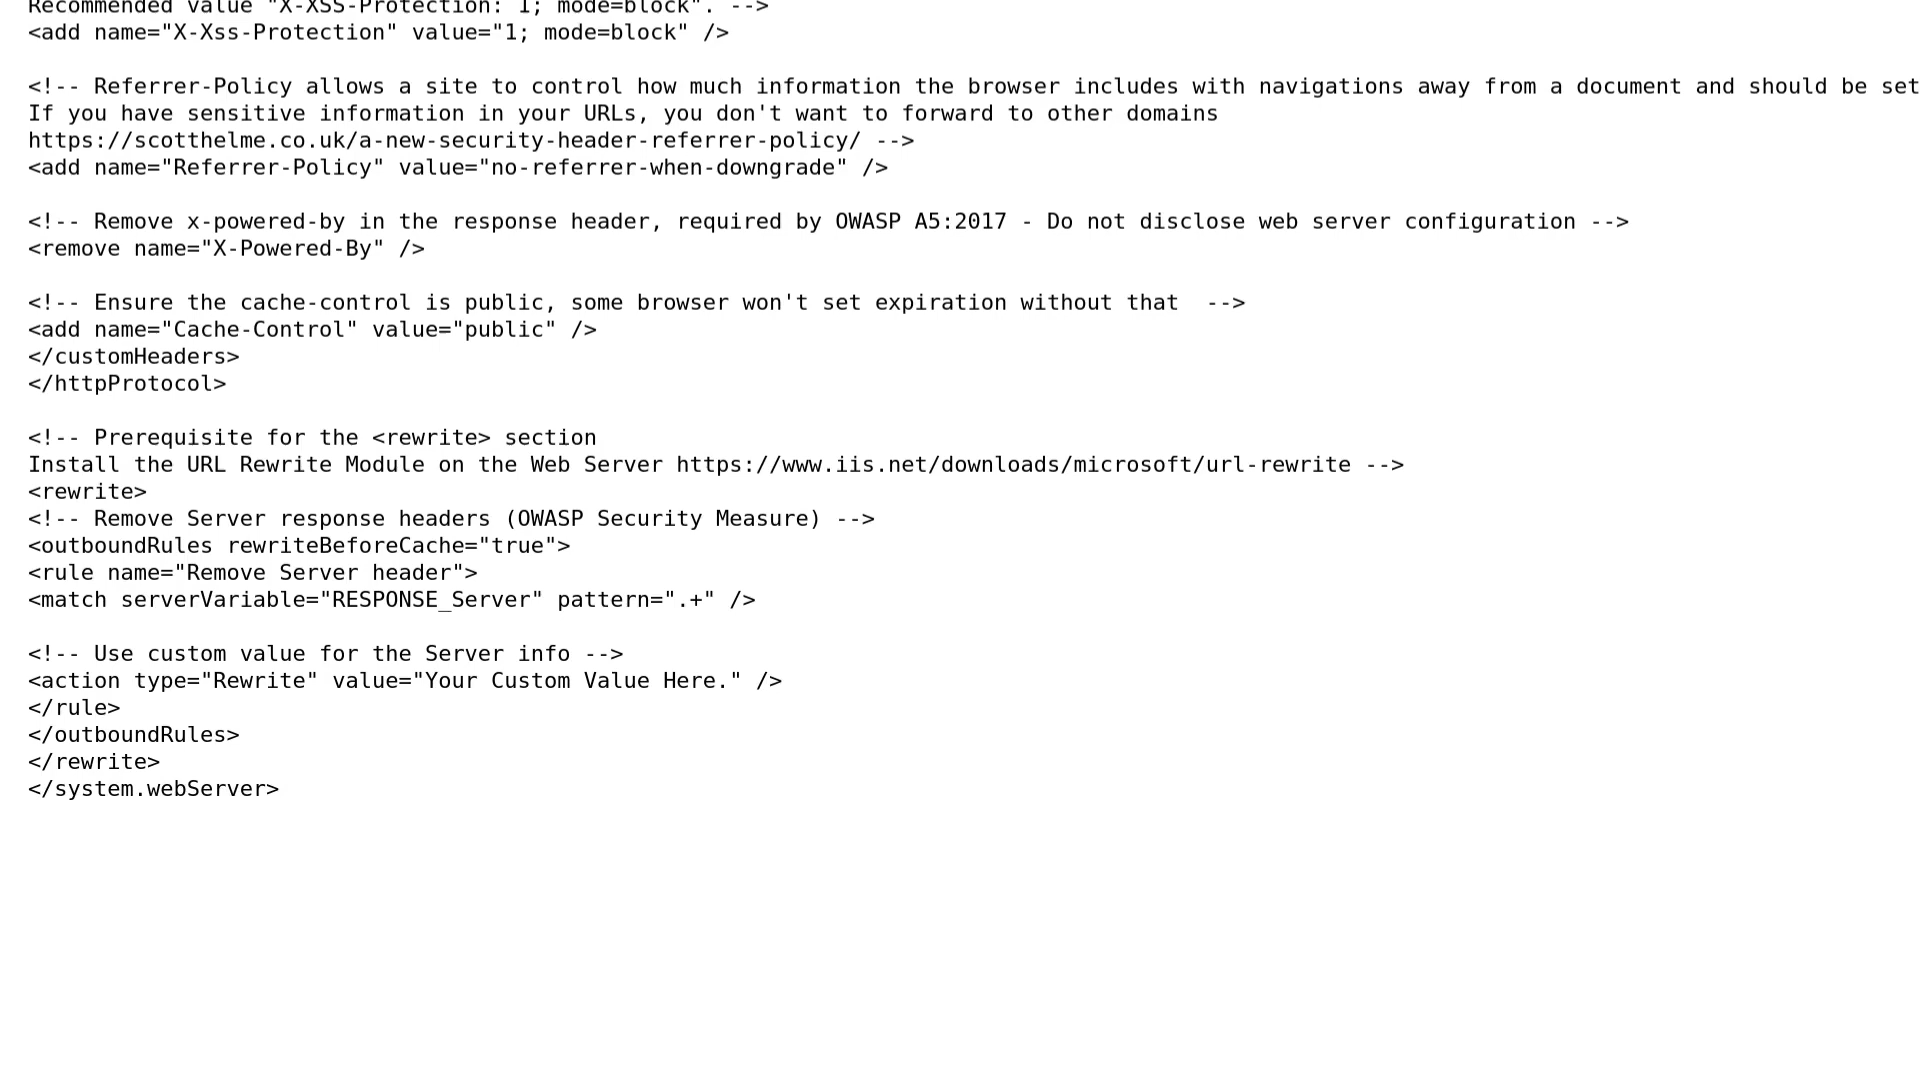 Recommended value "X-XSS-Protection: 1; mode=block". -->
<add name="X-Xss-Protection" value="1; mode=block" />
<!-- Referrer-Policy allows a site to control how much information the browser includes with navigations away from a document and should be set
If you have sensitive information in your URLs, you don't want to forward to other domains
https://scotthelme.co.uk/a-new-security-header-referrer-policy/ -->
<add name="Referrer-Policy" value="no-referrer-when-downgrade" />
<!-- Remove x-powered-by in the response header, required by OWASP A5:2017 - Do not disclose web server configuration -->
<remove name="X-Powered-By" />
<!-- Ensure the cache-control is public, some browser won't set expiration without that  -->
<add name="Cache-Control" value="public" />
</customHeaders>
</httpProtocol>
<!-- Prerequisite for the <rewrite> section
Install the URL Rewrite Module on the Web Server https://www.iis.net/downloads/microsoft/url-rewrite -->
<rewrite>
<!-- Remove Server response headers (OWASP Security Measure) -->
<outboundRules rewriteBeforeCache="true">
<rule name="Remove Server header">
<match serverVariable="RESPONSE_Server" pattern=".+" />
<!-- Use custom value for the Server info -->
<action type="Rewrite" value="Your Custom Value Here." />
</rule>
</outboundRules>
</rewrite>
</system.webServer>